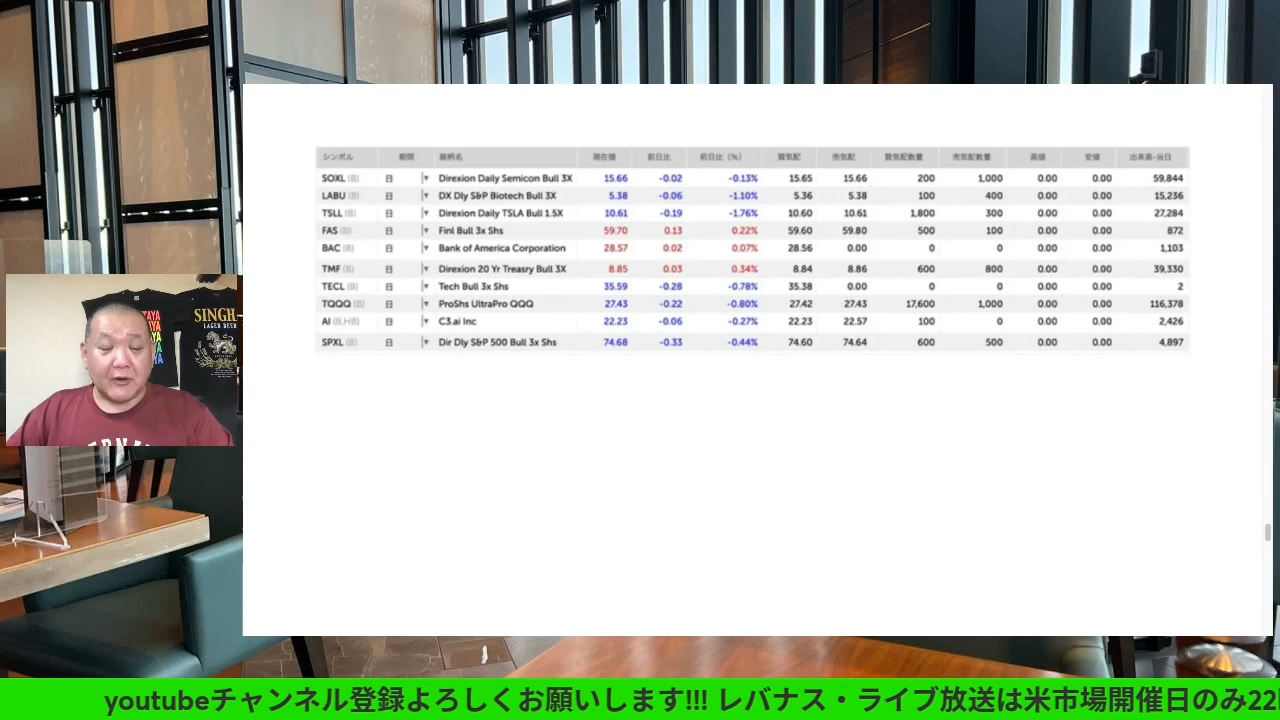 シンボル 期間 銘柄名 現在値 前日比 前日比 (%) 買気配 売気配 買気配数量 売気配数量 高値 安値 出来高-当日
SOXL (B) 日 ▼ Direxion Daily Semicon Bull 3X 15.66 -0.02 -0.13% 15.65 15.66 200 1,000 0.00 0.00 59,844
LABU (B) 日 ▼ DX Dly S&P Biotech Bull 3X 5.38 -0.06 -1.10% 5.36 5.38 100 400 0.00 0.00 15,236
TSLL (B) 日 ▼ Direxion Daily TSLA Bull 1.5X 10.61 -0.19 -1.76% 10.60 10.61 1,800 300 0.00 0.00 27,284
FAS (B) 日 ▼ Finl Bull 3x Shs 59.70 0.13 0.22% 59.60 59.80 500 100 0.00 0.00 872
BAC (B) 日 ▼ Bank of America Corporation 28.57 0.02 0.07% 28.56 0.00 0 0 0.00 0.00 1,103
TMF (B) 日 ▼ Direxion 20 Yr Treasry Bull 3X 8.85 0.03 0.34% 8.84 8.86 600 800 0.00 0.00 39,330
TECL (B) 日 ▼ Tech Bull 3x Shs 35.59 -0.28 -0.78% 35.38 0.00 0 0 0.00 0.00 2
TQQQ (B) 日 ▼ ProShs UltraPro QQQ 27.43 -0.22 -0.80% 27.42 27.43 17,600 1,000 0.00 0.00 116,378
AI (B,HB) 日 ▼ C3.ai Inc 22.23 -0.06 -0.27% 22.23 22.57 100 0 0.00 0.00 2,426
SPXL (B) 日 ▼ Dir Dly S&P 500 Bull 3x Shs 74.68 -0.33 -0.44% 74.60 74.64 600 500 0.00 0.00 4,897
SINGH
LAGER BEER
youtubeチャンネル登録よろしくお願いします!!! レバナス・ライブ放送は米市場開催日のみ22